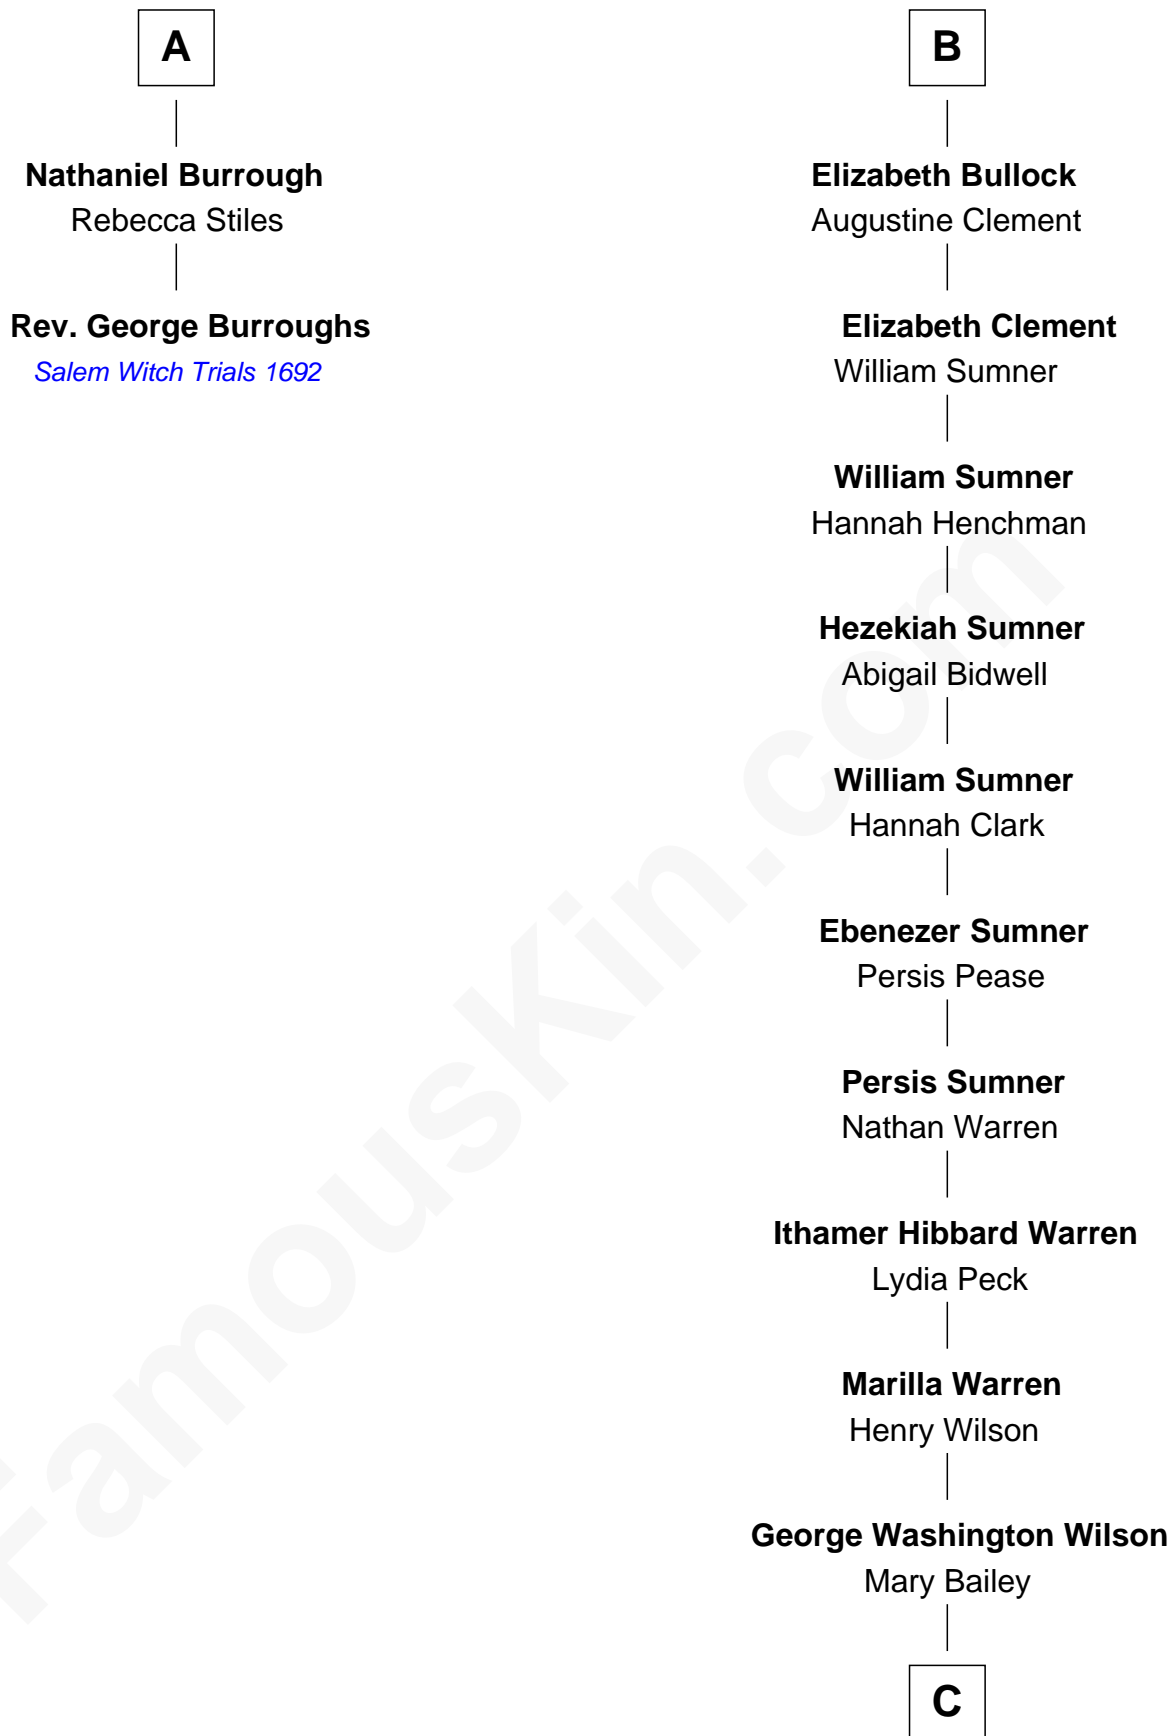 A
Nathaniel Burrough
Rebecca Stiles
Rev. George Burroughs
Salem Witch Trials 1692
B
Elizabeth Bullock
Augustine Clement
Elizabeth Clement
William Sumner
William Sumner
Hannah Henchman
Hezekiah Sumner
Abigail Bidwell
William Sumner
Hannah Clark
Ebenezer Sumner
Persis Pease
Persis Sumner
Nathan Warren
Ithamer Hibbard Warren
Lydia Peck
Marilla Warren
Henry Wilson
George Washington Wilson
Mary Bailey
C
FamousKin.com